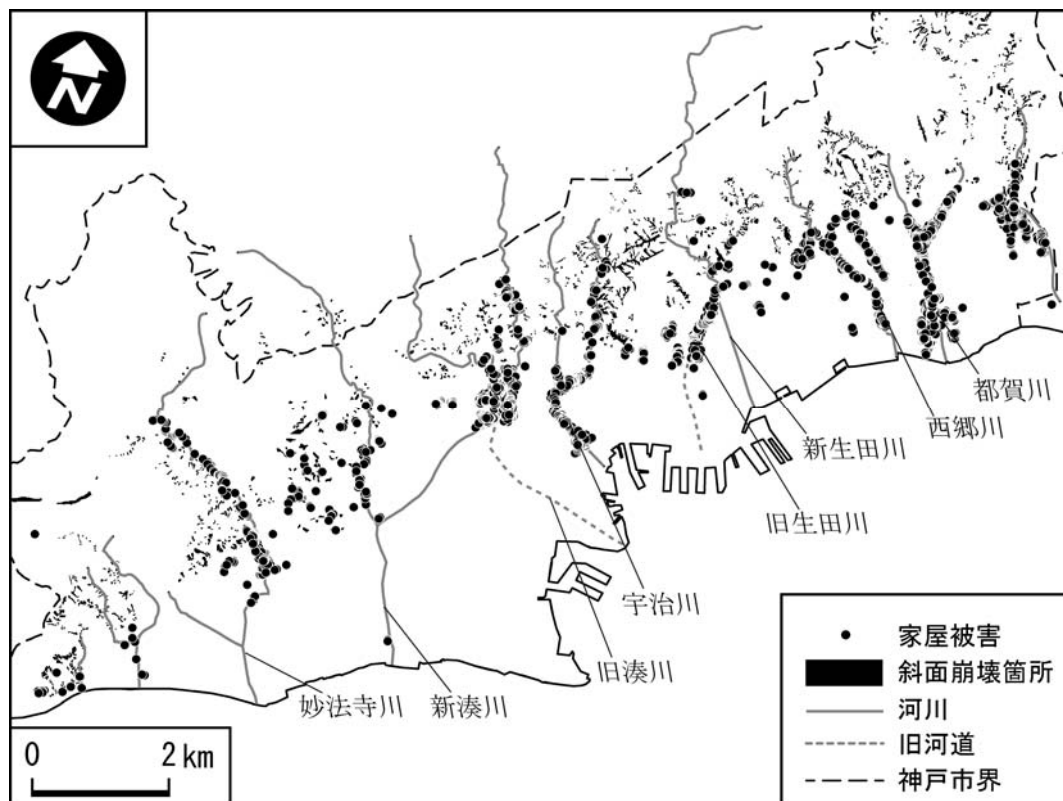 N
都賀川
西郷川
新生田川
旧生田川
宇治川
旧湊川
妙法寺川
新湊川
家屋被害
斜面崩壊箇所
河川
旧河道
神戸市界
0 2 km